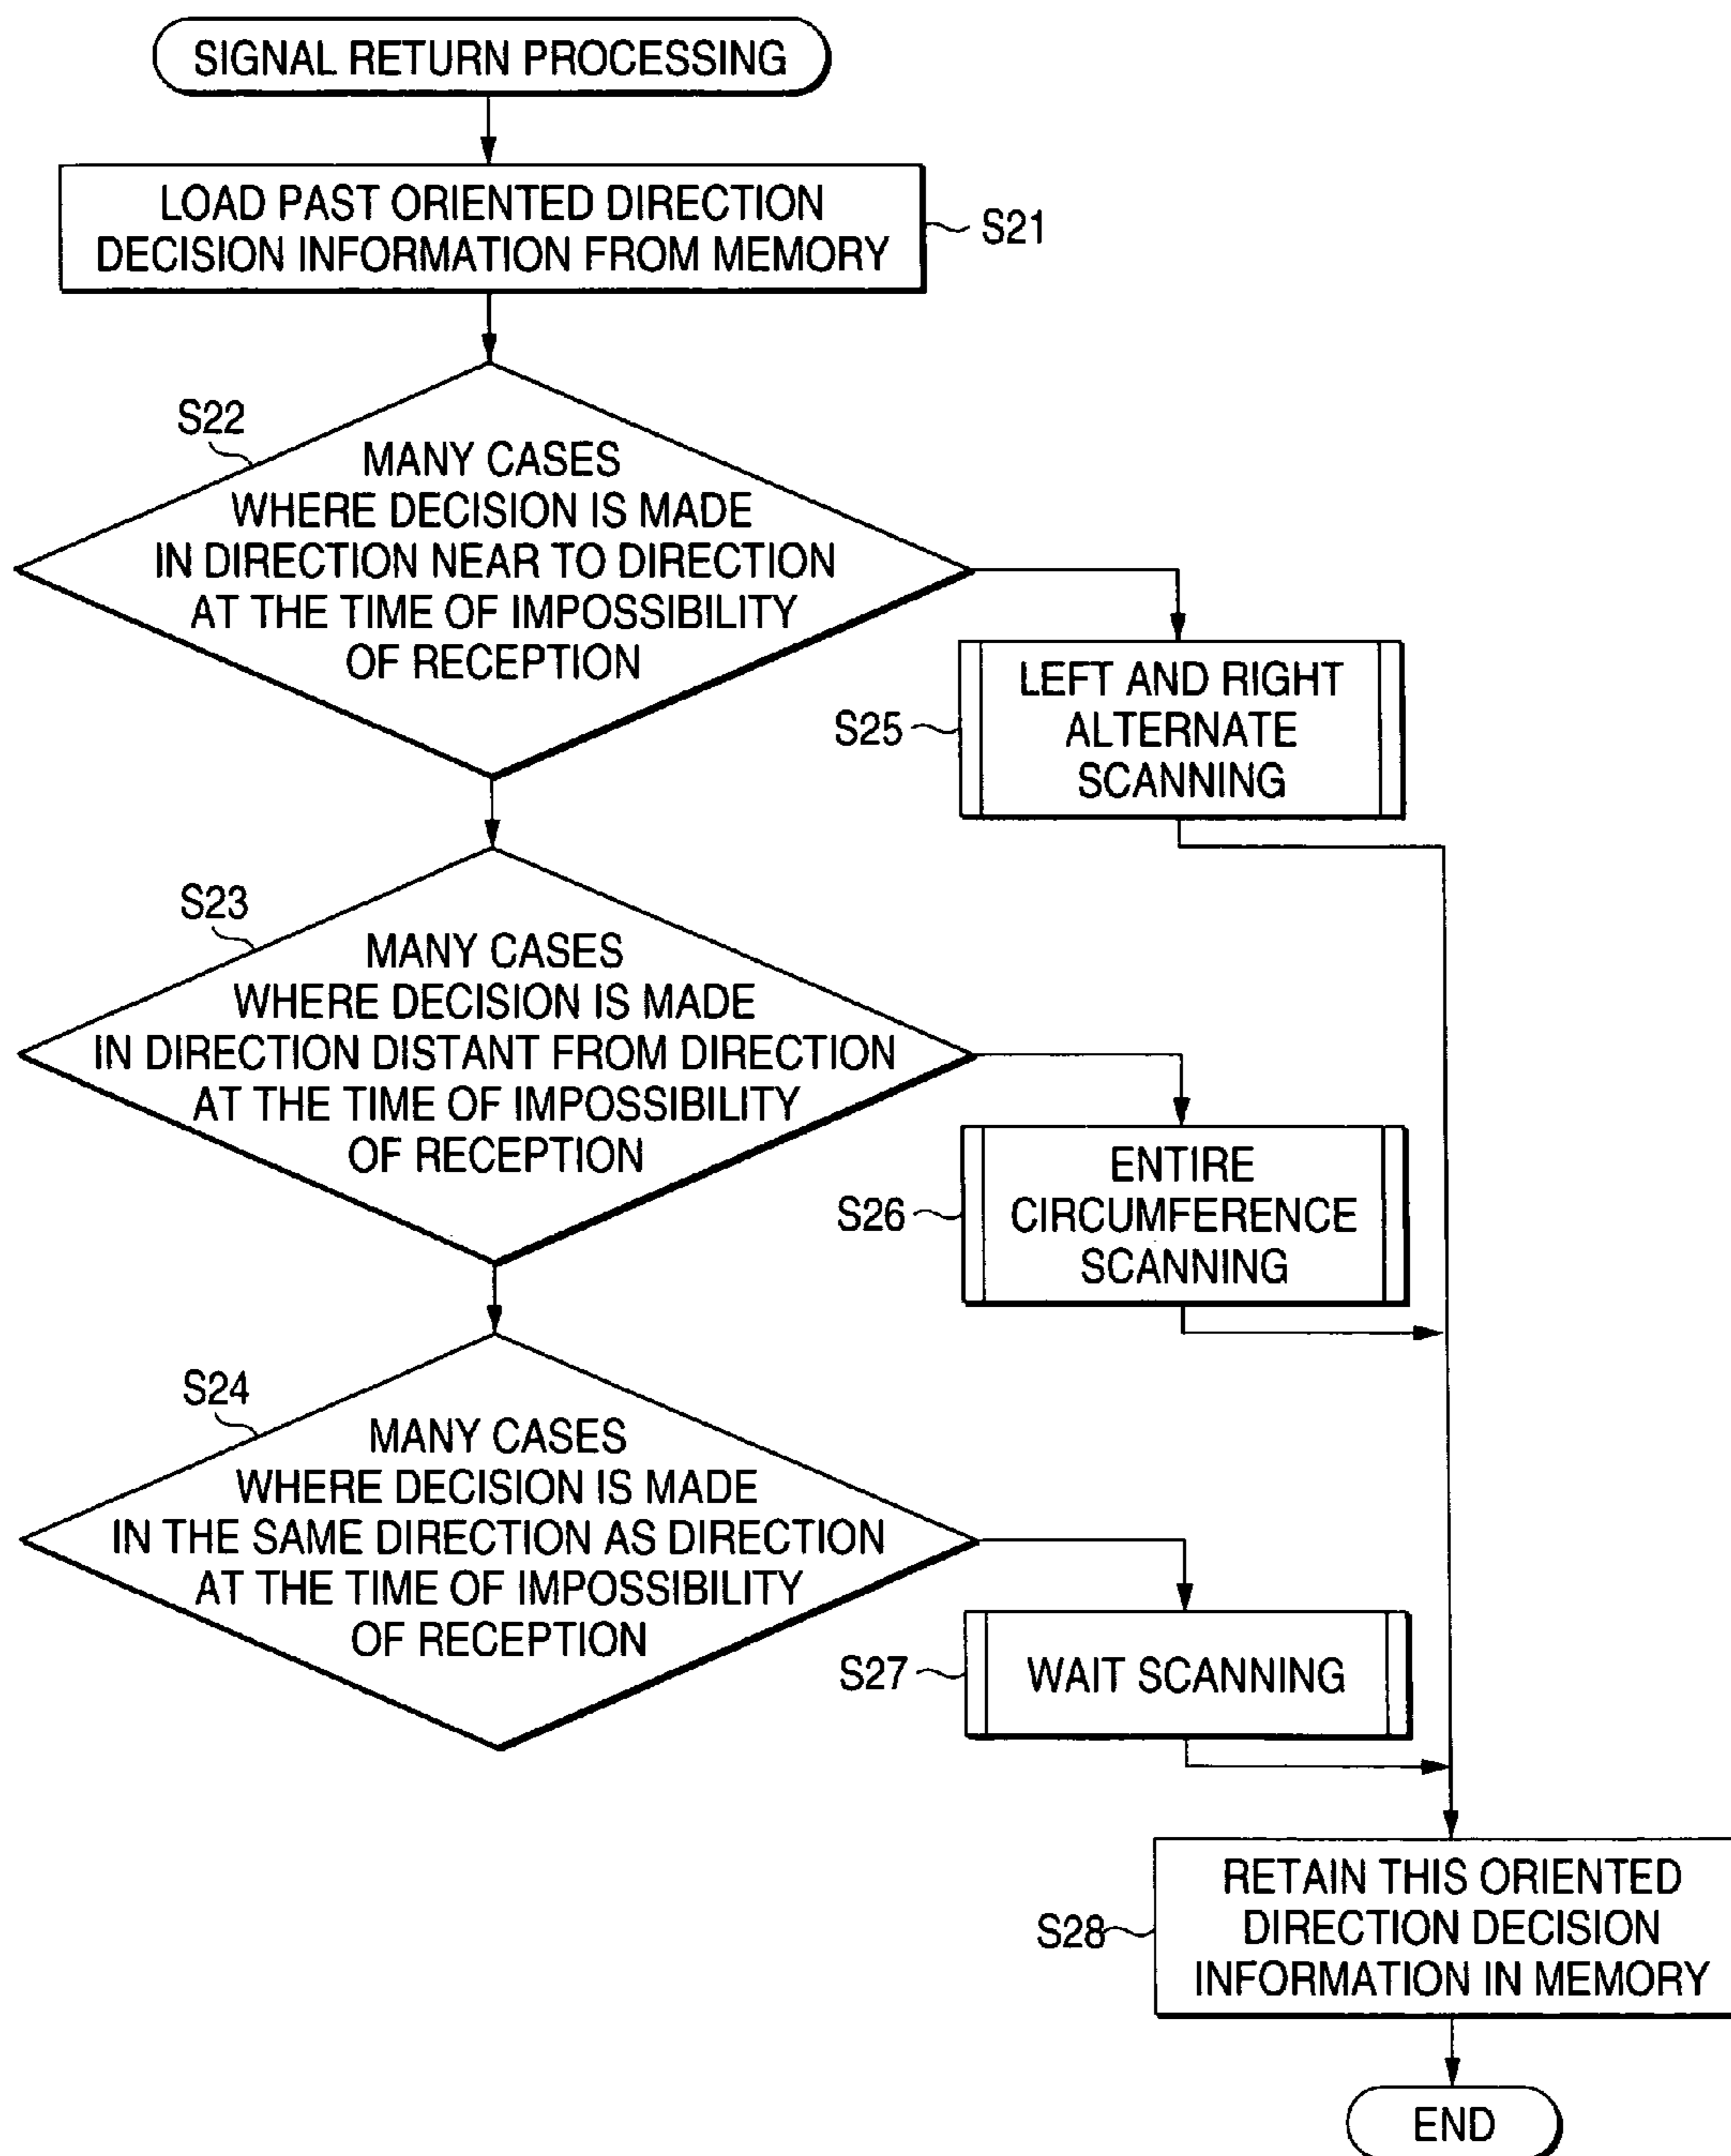 SIGNAL RETURN PROCESSING
LOAD PAST ORIENTED DIRECTION
DECISION INFORMATION FROM MEMORY
S21
S22
MANY CASES
WHERE DECISION IS MADE
IN DIRECTION NEAR TO DIRECTION
AT THE TIME OF IMPOSSIBILITY
OF RECEPTION
S25
LEFT AND RIGHT
ALTERNATE
SCANNING
S23
MANY CASES
WHERE DECISION IS MADE
IN DIRECTION DISTANT FROM DIRECTION
AT THE TIME OF IMPOSSIBILITY
OF RECEPTION
S26
ENTIRE
CIRCUMFERENCE
SCANNING
S24
MANY CASES
WHERE DECISION IS MADE
IN THE SAME DIRECTION AS DIRECTION
AT THE TIME OF IMPOSSIBILITY
OF RECEPTION
S27
WAIT SCANNING
S28
RETAIN THIS ORIENTED
DIRECTION DECISION
INFORMATION IN MEMORY
END